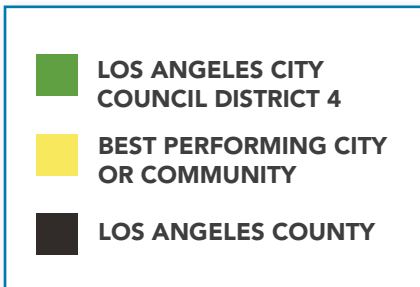 LOS ANGELES CITY
COUNCIL DISTRICT 4
BEST PERFORMING CITY
OR COMMUNITY
LOS ANGELES COUNTY